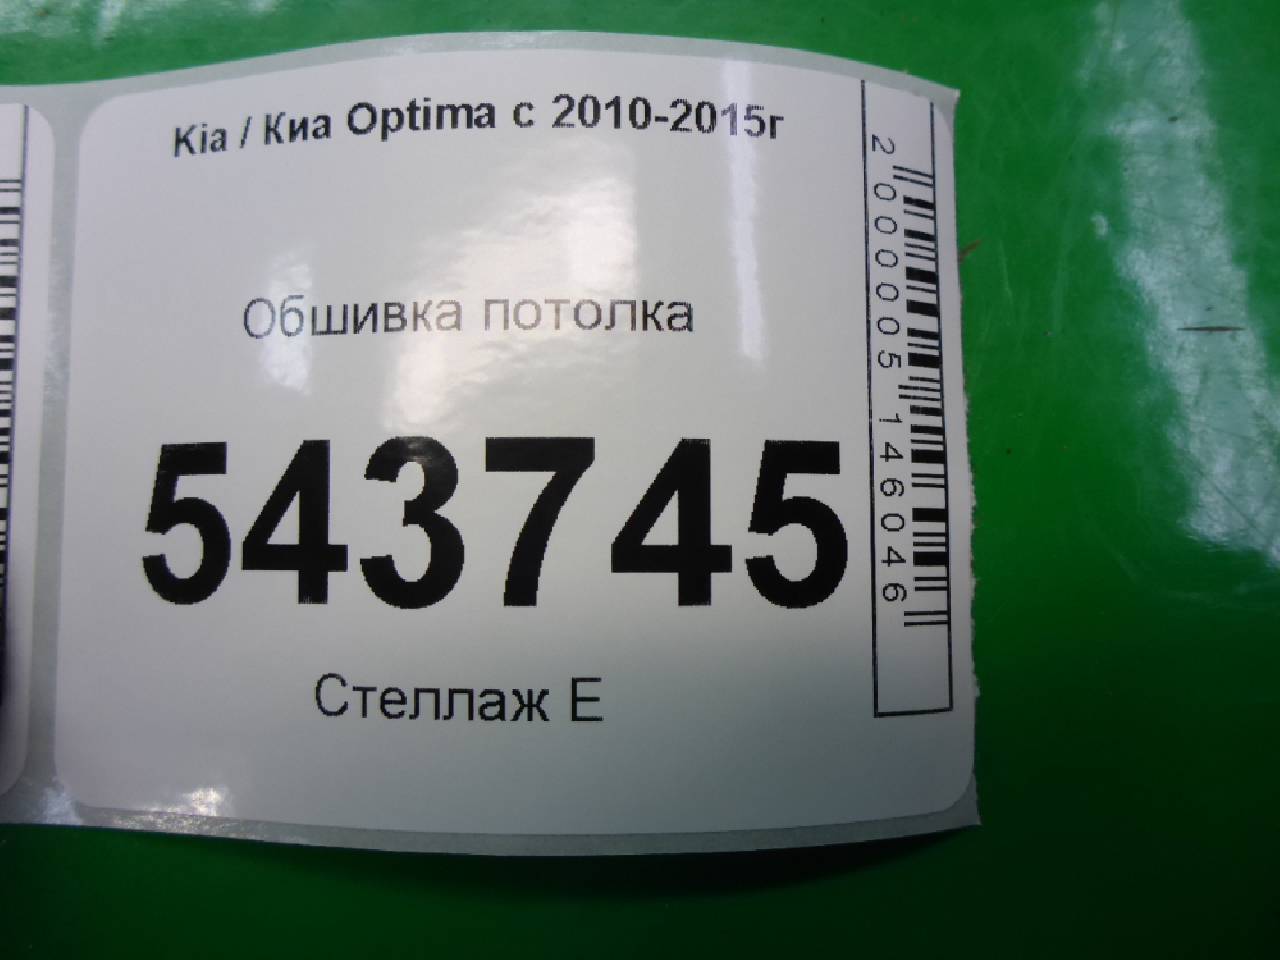 Kia / Киа Optima с 2010-2015г
Обшивка потолка
543745
Стеллаж Е
2000005146046